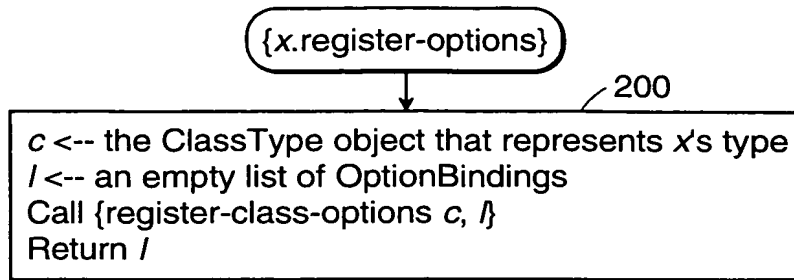 {x.register-options}
200
c <-- the ClassType object that represents x's type
l <-- an empty list of OptionBindings
Call {register-class-options c, l}
Return l